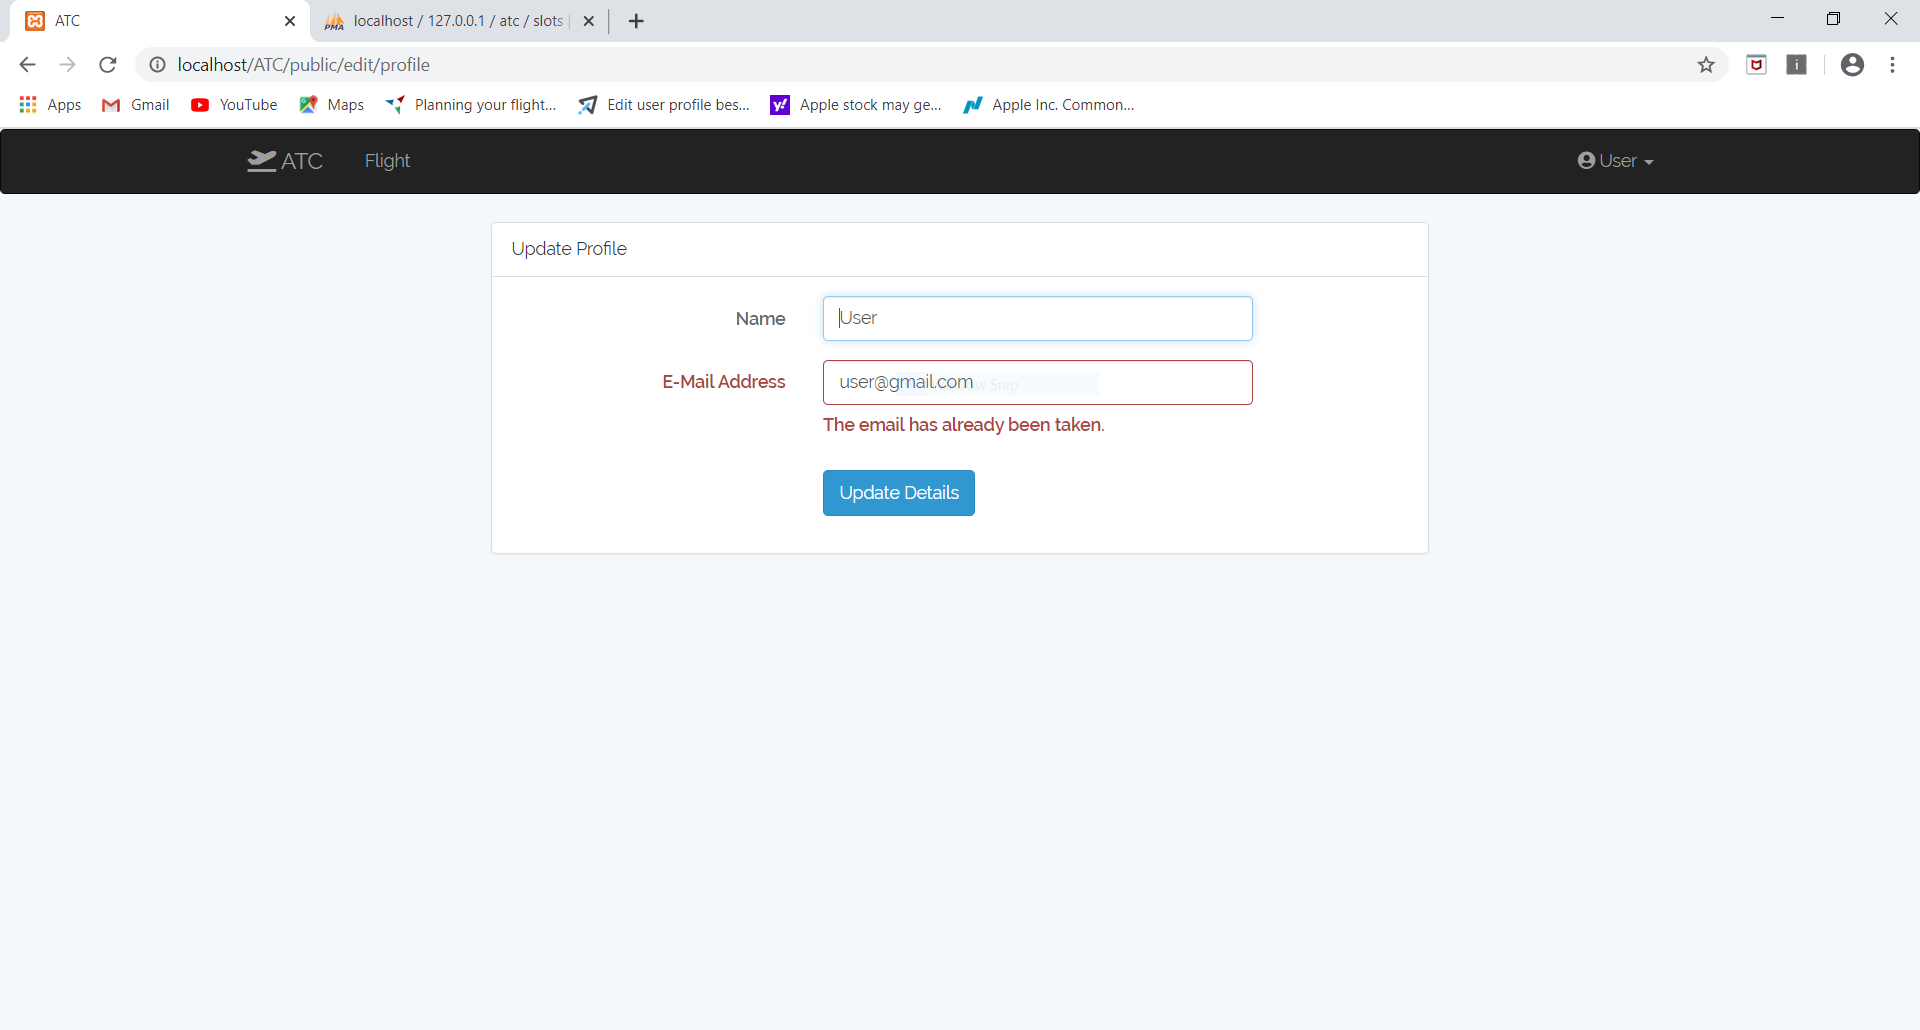 ATC
localhost / 127.0.0.1 / atc / slots
localhost/ATC/public/edit/profile
Apps
Gmail
YouTube
Maps
Planning your flight...
Edit user profile bes...
Apple stock may ge...
Apple Inc. Common...
ATC
Flight
User
Update Profile
Name
User
E-Mail Address
user@gmail.com
Snip
The email has already been taken.
Update Details